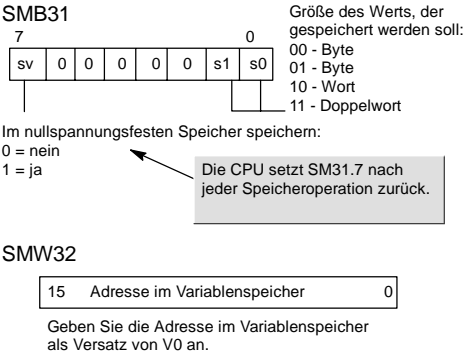 SMB31
7 0
sv 0 0 0 0 0 s1 s0
Größe des Werts, der
gespeichert werden soll:
00 - Byte
01 - Byte
10 - Wort
11 - Doppelwort
Im nullspannungsfesten Speicher speichern:
0 = nein
1 = ja
Die CPU setzt SM31.7 nach
jeder Speicheroperation zurück.
SMW32
15 Adresse im Variablenspeicher 0
Geben Sie die Adresse im Variablenspeicher
als Versatz von V0 an.